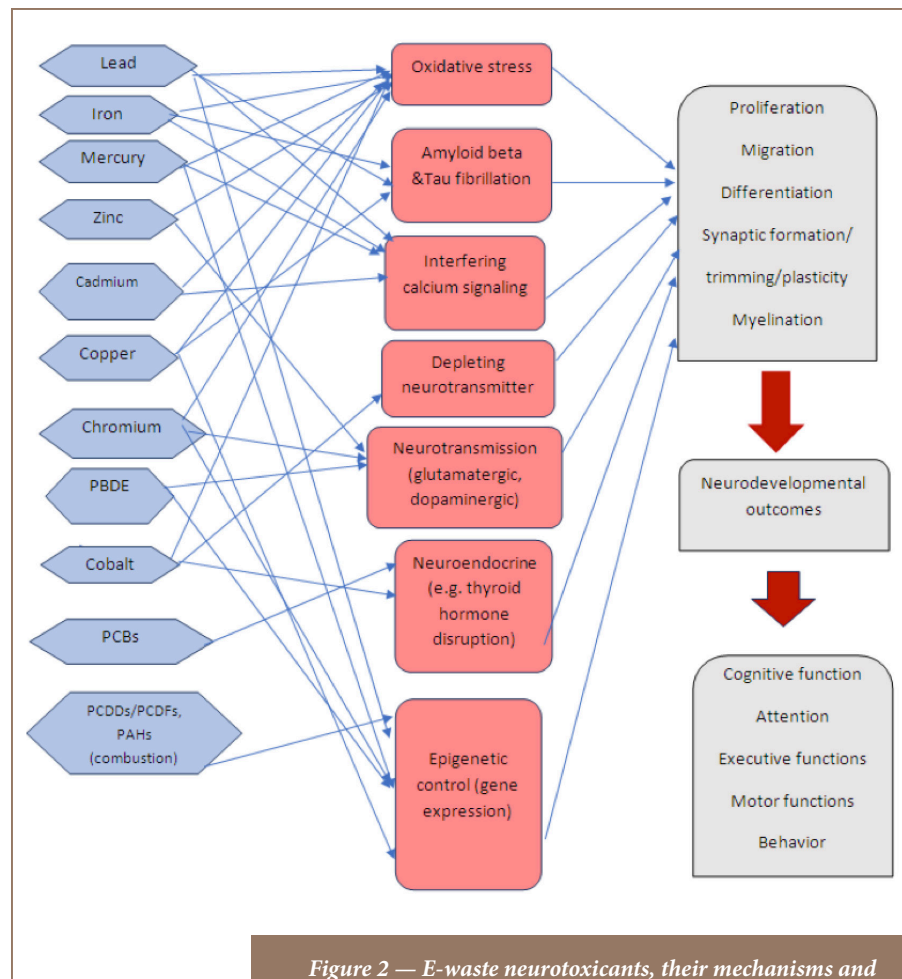 Lead
Iron
Mercury
Zinc
Cadmium
Copper
Chromium
PBDE
Cobalt
PCBs
PCDDs/PCDFs,
PAHs
(combustion)
Oxidative stress
Amyloid beta
&Tau fibrillation
Interfering
calcium signaling
Depleting
neurotransmitter
Neurotransmission
(glutamatergic,
dopaminergic)
Neuroendocrine
(e.g. thyroid
hormone
disruption)
Epigenetic
control (gene
expression)
Proliferation
Migration
Differentiation
Synaptic formation/
trimming/plasticity
Myelination
Neurodevelopmental
outcomes
Cognitive function
Attention
Executive functions
Motor functions
Behavior
Figure 2 — E-waste neurotoxicants, their mechanisms and